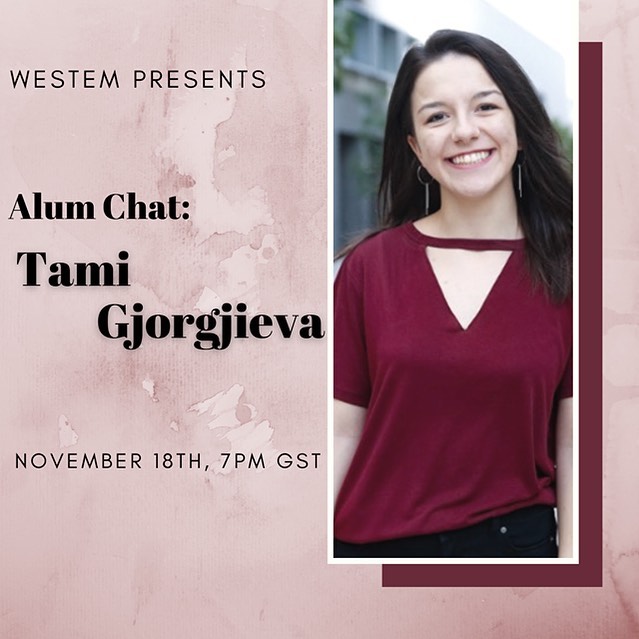 WESTEM PRESENTS
Alum Chat:
Tami
Gjorgjieva
NOVEMBER 18TH, 7PM GST